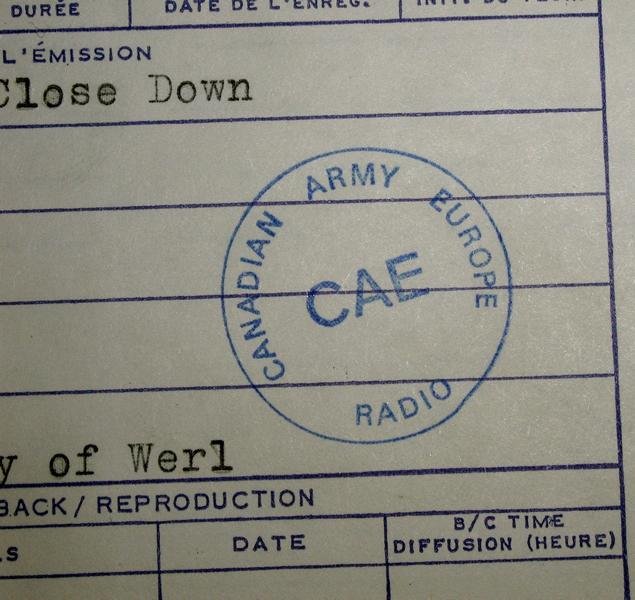 DURÉE DATE DE L'ENREG.
L'ÉMISSION
Close Down
CANADIAN ARMY EUROPE
CAE
RADIO
of Werl
BACK / REPRODUCTION
DATE B/C TIME
DIFFUSION (HEURE)